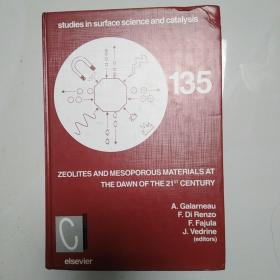 studies in surface science and catalysis
135
ZEOLITES AND MESOPOROUS MATERIALS AT
THE DAWN OF THE 21ST CENTURY
A. Galarneau
F. Di Renzo
F. Fajula
J. Vedrine
(editors)
C
elsevier